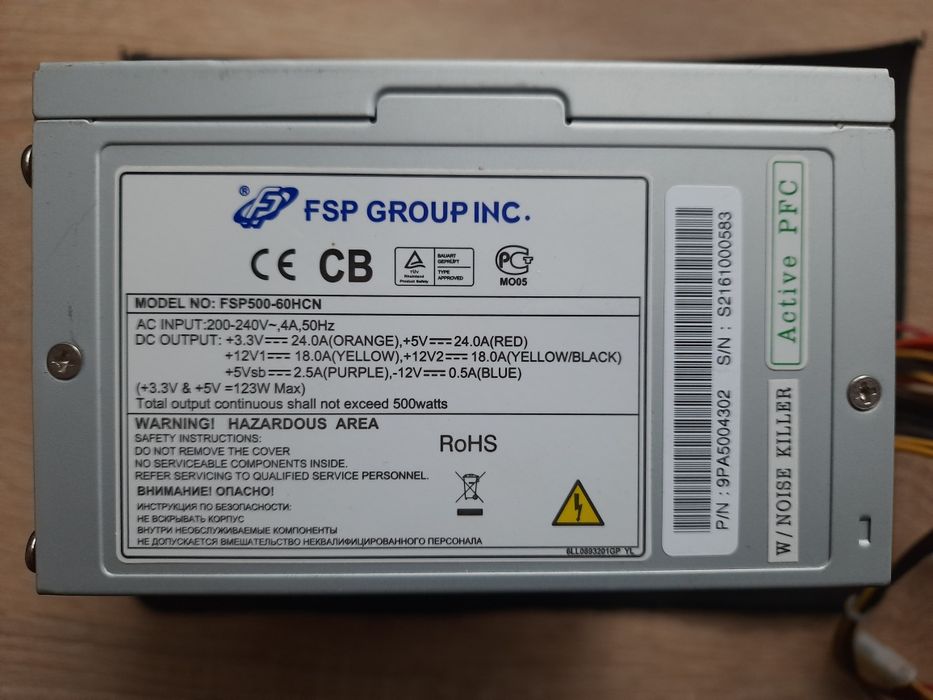 ® FSP GROUP INC.
CE CB TÜV Rheinland Product Safety BAUART GEPRÜFT TYPE APPROVED PCT MO05
MODEL NO: FSP500-60HCN
AC INPUT:200-240V~,4A,50Hz
DC OUTPUT: +3.3V⎓ 24.0A(ORANGE),+5V⎓24.0A(RED)
+12V1⎓ 18.0A(YELLOW),+12V2⎓ 18.0A(YELLOW/BLACK)
+5Vsb⎓ 2.5A(PURPLE),-12V⎓0.5A(BLUE)
(+3.3V & +5V =123W Max)
Total output continuous shall not exceed 500watts
WARNING! HAZARDOUS AREA
SAFETY INSTRUCTIONS:
DO NOT REMOVE THE COVER
NO SERVICEABLE COMPONENTS INSIDE.
REFER SERVICING TO QUALIFIED SERVICE PERSONNEL.
RoHS
ВНИМАНИЕ! ОПАСНО!
ИНСТРУКЦИЯ ПО БЕЗОПАСНОСТИ:
НЕ ВСКРЫВАТЬ КОРПУС
ВНУТРИ НЕОБСЛУЖИВАЕМЫЕ КОМПОНЕНТЫ
НЕ ДОПУСКАЕТСЯ ВМЕШАТЕЛЬСТВО НЕКВАЛИФИЦИРОВАННОГО ПЕРСОНАЛА
6LL0893201GP YL
P/N : 9PA5004302 S/N : S2161000583
Active PFC
W/NOISE KILLER